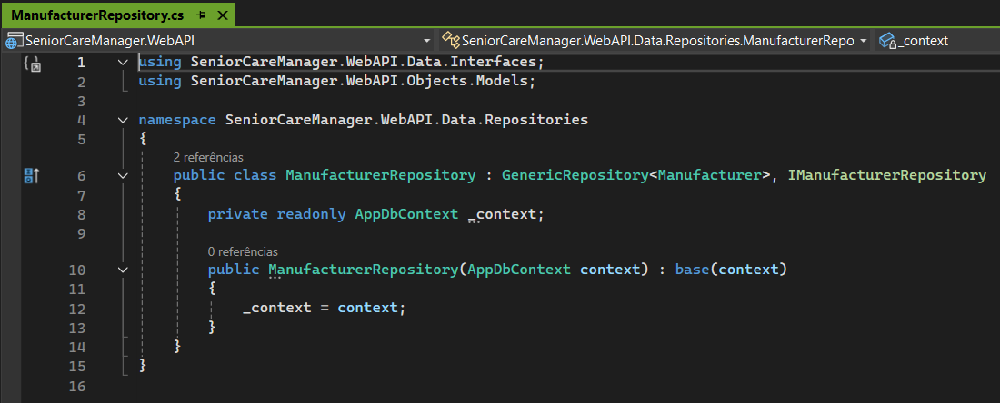 ManufacturerRepository.cs
SeniorCareManager.WebAPI SeniorCareManager.WebAPI.Data.Repositories.ManufacturerRepo _context
1 using SeniorCareManager.WebAPI.Data.Interfaces;
2 using SeniorCareManager.WebAPI.Objects.Models;
3
4 namespace SeniorCareManager.WebAPI.Data.Repositories
5 {
2 referências
6 public class ManufacturerRepository : GenericRepository<Manufacturer>, IManufacturerRepository
7 {
8 private readonly AppDbContext _context;
9
0 referências
10 public ManufacturerRepository(AppDbContext context) : base(context)
11 {
12 _context = context;
13 }
14 }
15 }
16